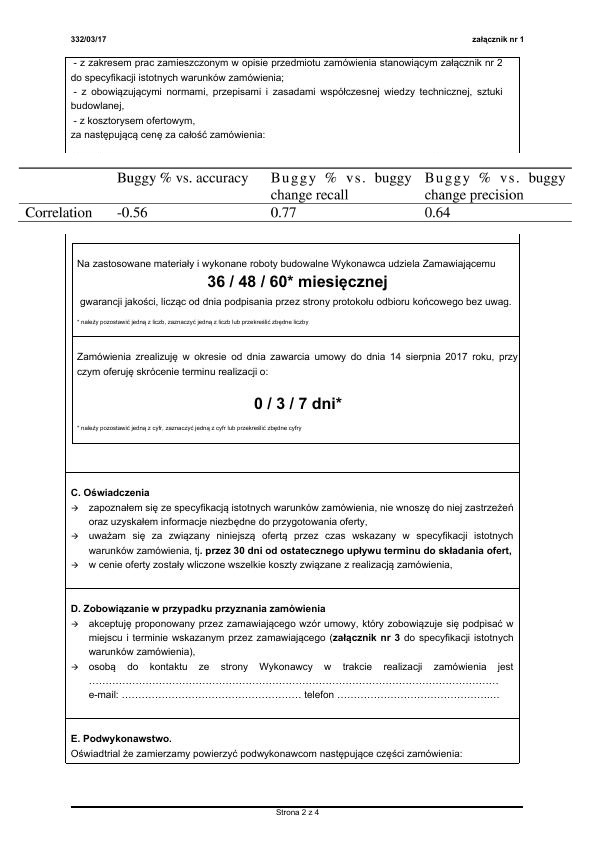 332/03/17 załącznik nr 1
- z zakresem prac zamieszczonym w opisie przedmiotu zamówienia stanowiącym załącznik nr 2
do specyfikacji istotnych warunków zamówienia;
- z obowiązującymi normami, przepisami i zasadami współczesnej wiedzy technicznej, sztuki
budowlanej,
- z kosztorysem ofertowym,
za następującą cenę za całość zamówienia:
Buggy % vs. accuracy Buggy % vs. buggy Buggy % vs. buggy
change recall change precision
Correlation -0.56 0.77 0.64
Na zastosowane materiały i wykonane roboty budowalne Wykonawca udziela Zamawiającemu
36 / 48 / 60* miesięcznej
gwarancji jakości, licząc od dnia podpisania przez strony protokołu odbioru końcowego bez uwag.
* należy pozostawić jedną z liczb, zaznaczyć jedną z liczb lub przekreślić zbędne liczby
Zamówienia zrealizuję w okresie od dnia zawarcia umowy do dnia 14 sierpnia 2017 roku, przy
czym oferuję skrócenie terminu realizacji o:
0 / 3 / 7 dni*
* należy pozostawić jedną z cyfr, zaznaczyć jedną z cyfr lub przekreślić zbędne cyfry
C. Oświadczenia
→ zapoznałem się ze specyfikacją istotnych warunków zamówienia, nie wnoszę do niej zastrzeżeń
oraz uzyskałem informacje niezbędne do przygotowania oferty,
→ uważam się za związany niniejszą ofertą przez czas wskazany w specyfikacji istotnych
warunków zamówienia, tj. przez 30 dni od ostatecznego upływu terminu do składania ofert,
→ w cenie oferty zostały wliczone wszelkie koszty związane z realizacją zamówienia,
D. Zobowiązanie w przypadku przyznania zamówienia
→ akceptuję proponowany przez zamawiającego wzór umowy, który zobowiązuje się podpisać w
miejscu i terminie wskazanym przez zamawiającego (załącznik nr 3 do specyfikacji istotnych
warunków zamówienia),
→ osobą do kontaktu ze strony Wykonawcy w trakcie realizacji zamówienia jest
……………………………………………………………………………………………………………
e-mail: ……………………………………………… telefon …………………………………………
E. Podwykonawstwo.
Oświadtrial że zamierzamy powierzyć podwykonawcom następujące części zamówienia:
Strona 2 z 4